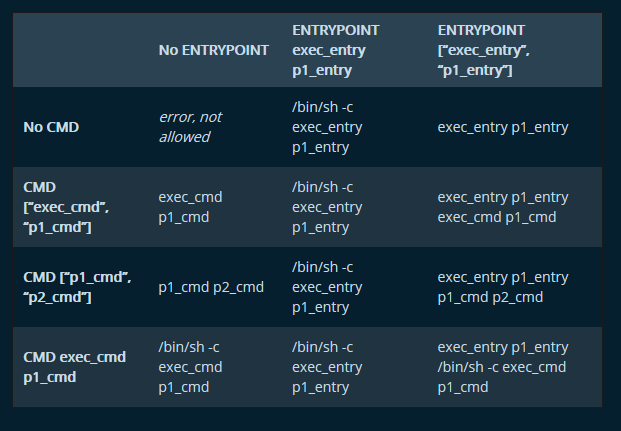 No ENTRYPOINT
ENTRYPOINT
exec_entry
p1_entry
ENTRYPOINT
[“exec_entry”,
“p1_entry”]
No CMD
error, not
allowed
/bin/sh -c
exec_entry
p1_entry
exec_entry p1_entry
CMD
[“exec_cmd”,
“p1_cmd”]
exec_cmd
p1_cmd
/bin/sh -c
exec_entry
p1_entry
exec_entry p1_entry
exec_cmd p1_cmd
CMD [“p1_cmd”,
“p2_cmd”]
p1_cmd p2_cmd
/bin/sh -c
exec_entry
p1_entry
exec_entry p1_entry
p1_cmd p2_cmd
CMD exec_cmd
p1_cmd
/bin/sh -c
exec_cmd
p1_cmd
/bin/sh -c
exec_entry
p1_entry
exec_entry p1_entry
/bin/sh -c exec_cmd
p1_cmd